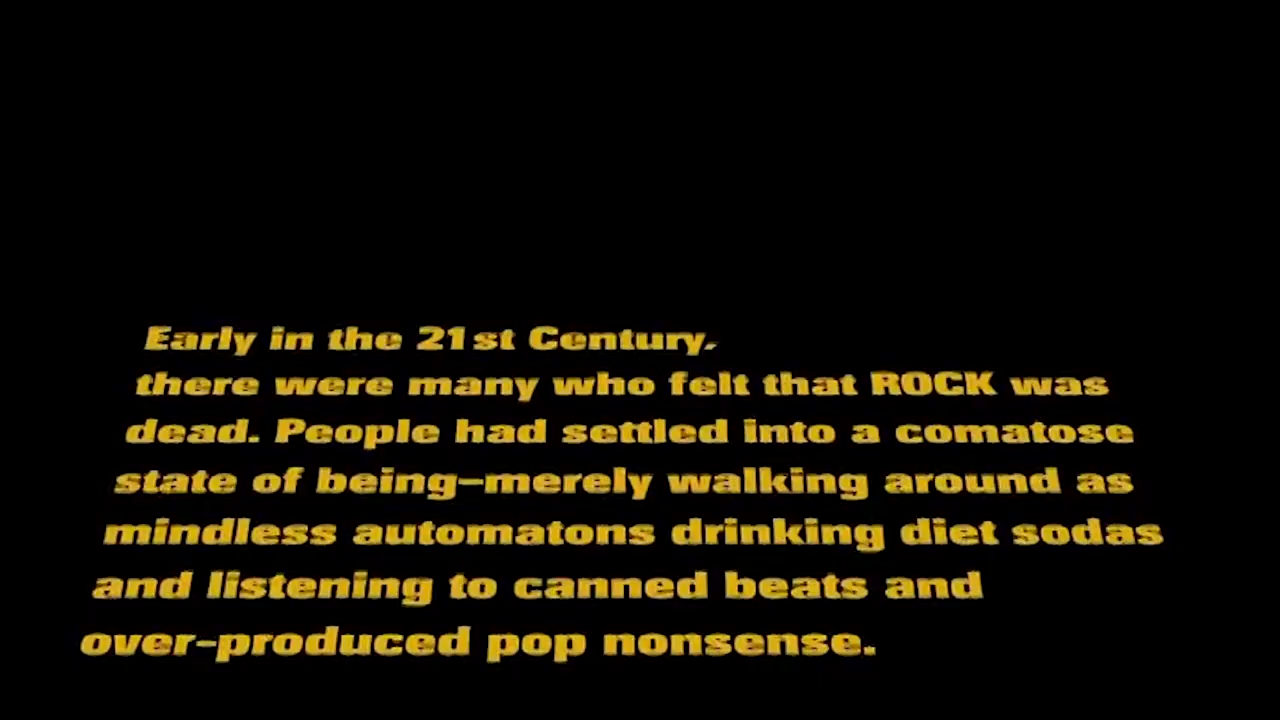 Early in the 21st Century,
there were many who felt that ROCK was
dead. People had settled into a comatose
state of being—merely walking around as
mindless automatons drinking diet sodas
and listening to canned beats and
over-produced pop nonsense.